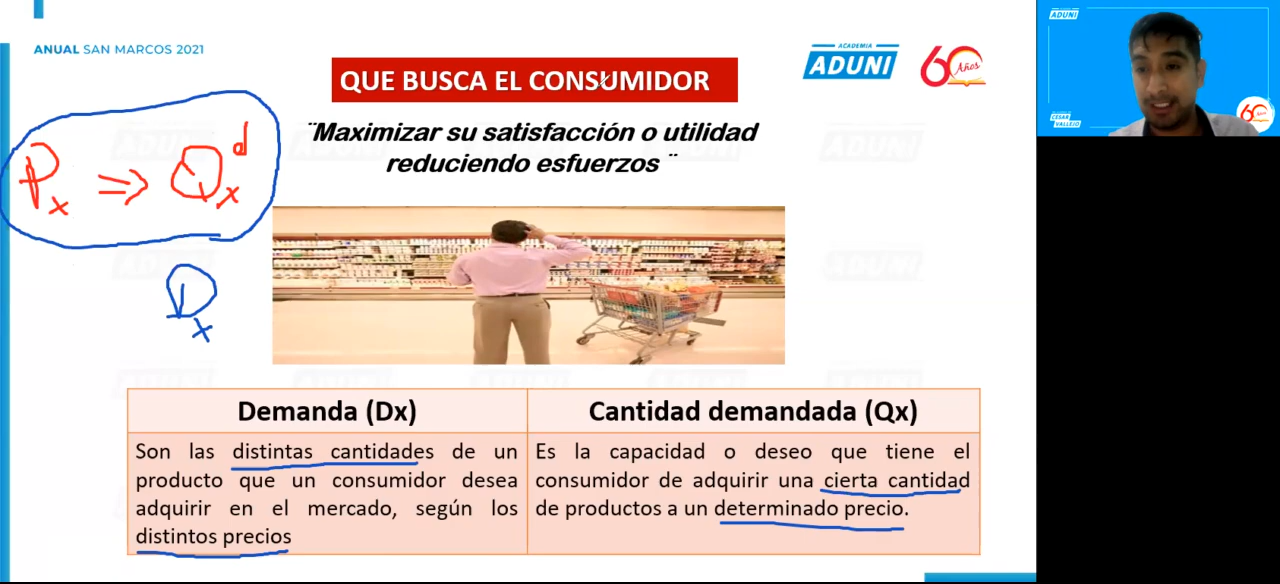 ANUAL SAN MARCOS 2021
QUE BUSCA EL CONSUMIDOR
ACADEMIA
ADUNI
60 Años
ADUNI
60
CESAR
VALLEJO
¨Maximizar su satisfacción o utilidad
reduciendo esfuerzos ¨
Px ⇒ Qxd
Dx
Demanda (Dx)
Son las distintas cantidades de un
producto que un consumidor desea
adquirir en el mercado, según los
distintos precios
Cantidad demandada (Qx)
Es la capacidad o deseo que tiene el
consumidor de adquirir una cierta cantidad
de productos a un determinado precio.